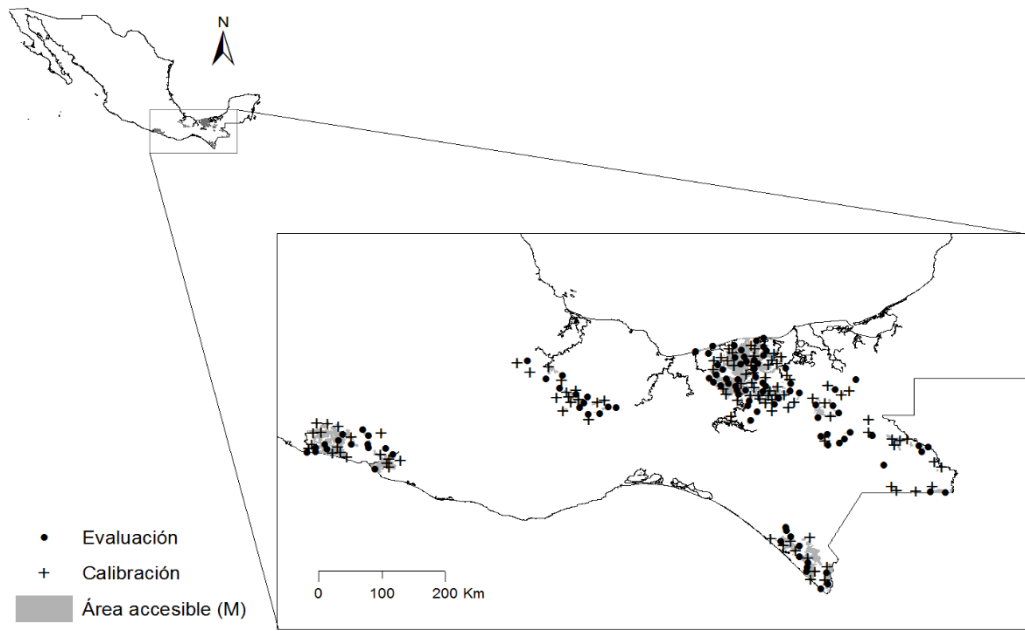 N
Evaluación
Calibración
Área accesible (M)
0 100 200 Km